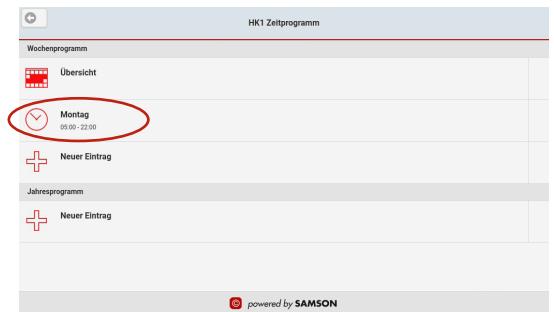 HK1 Zeitprogramm
Wochenprogramm
Übersicht
Montag
05:00 - 22:00
Neuer Eintrag
Jahresprogramm
Neuer Eintrag
© powered by SAMSON